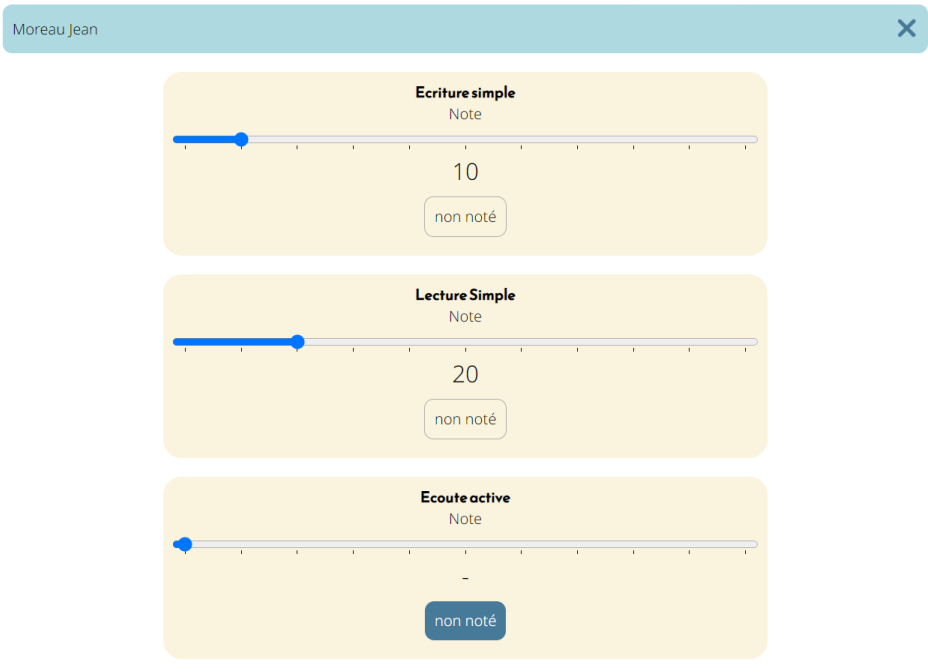 Moreau Jean
Ecriture simple
Note
10
non noté
Lecture Simple
Note
20
non noté
Ecoute active
Note
-
non noté